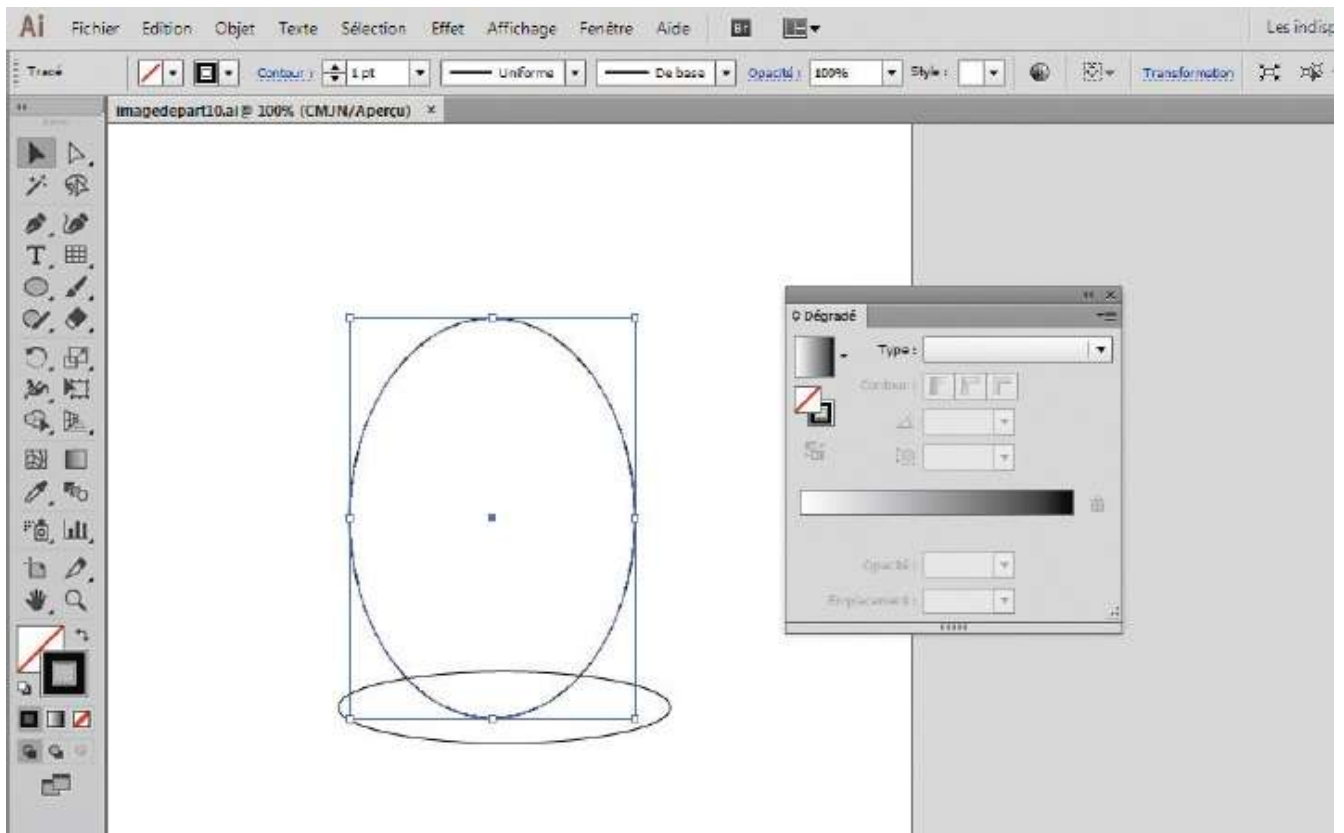 Ai Fichier Edition Objet Texte Sélection Effet Affichage Fenêtre Aide Br Les indisp
Tracé Contour : 1 pt Uniforme De base Opacité : 100% Style : Transformation
imagedepart10.ai @ 100% (CMJN/Aperçu) ×
Dégradé
Type :
Contour :
Opacité :
Emplacement :